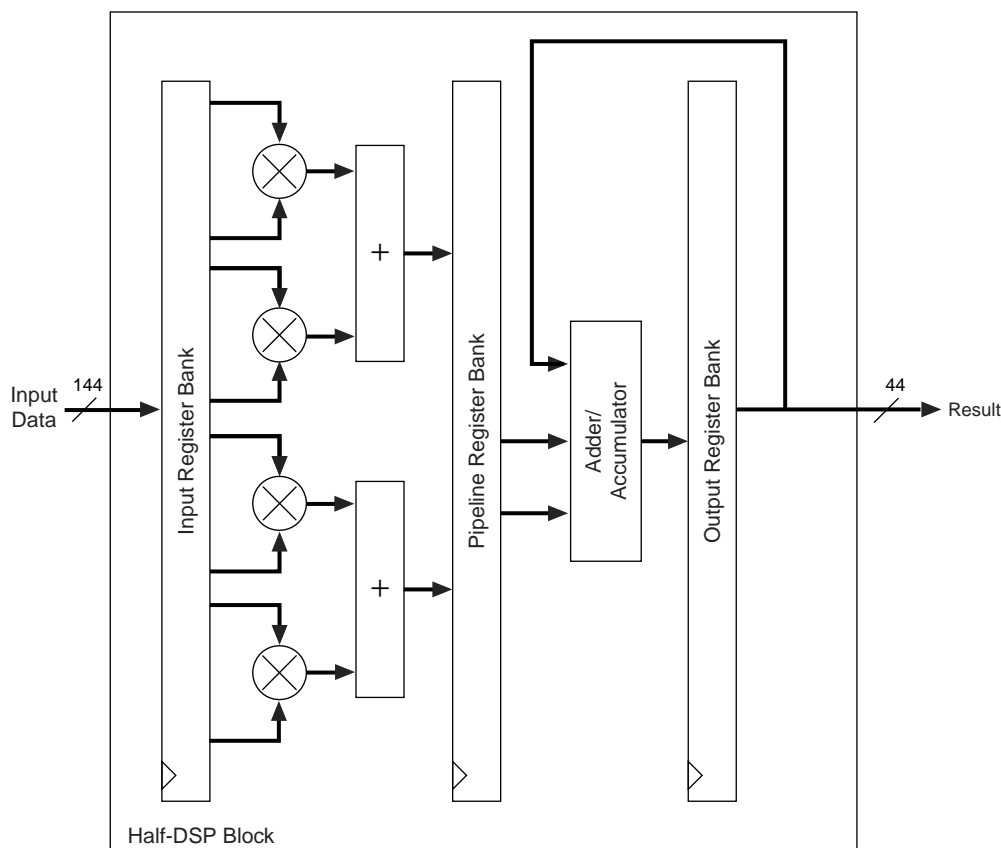 144
Input
Data
Input Register Bank
+
+
Pipeline Register Bank
Adder/
Accumulator
Output Register Bank
44
Result
Half-DSP Block